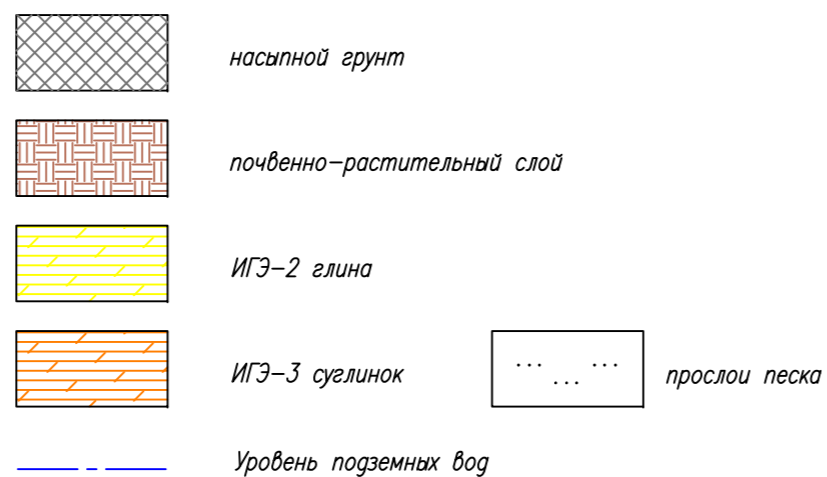 насыпной грунт
почвенно-растительный слой
ИГЭ-2 глина
ИГЭ-3 суглинок
прослои песка
Уровень подземных вод